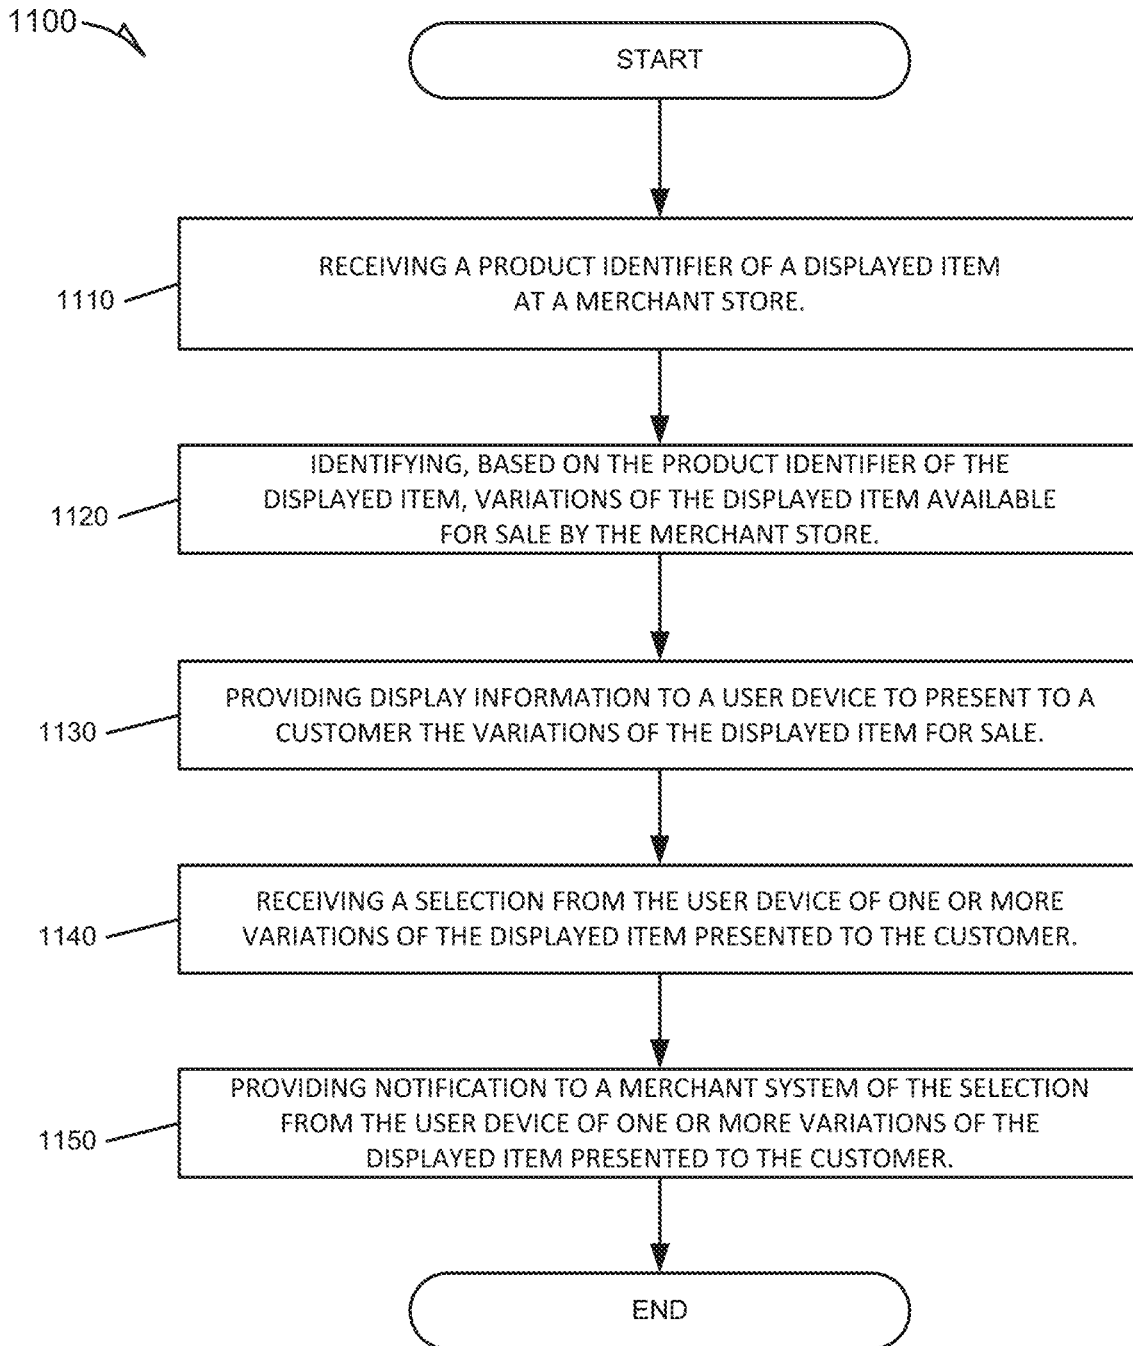 1100
START
RECEIVING A PRODUCT IDENTIFIER OF A DISPLAYED ITEM
AT A MERCHANT STORE.
1110
IDENTIFYING, BASED ON THE PRODUCT IDENTIFIER OF THE
DISPLAYED ITEM, VARIATIONS OF THE DISPLAYED ITEM AVAILABLE
FOR SALE BY THE MERCHANT STORE.
1120
PROVIDING DISPLAY INFORMATION TO A USER DEVICE TO PRESENT TO A
CUSTOMER THE VARIATIONS OF THE DISPLAYED ITEM FOR SALE.
1130
RECEIVING A SELECTION FROM THE USER DEVICE OF ONE OR MORE
VARIATIONS OF THE DISPLAYED ITEM PRESENTED TO THE CUSTOMER.
1140
PROVIDING NOTIFICATION TO A MERCHANT SYSTEM OF THE SELECTION
FROM THE USER DEVICE OF ONE OR MORE VARIATIONS OF THE
DISPLAYED ITEM PRESENTED TO THE CUSTOMER.
1150
END